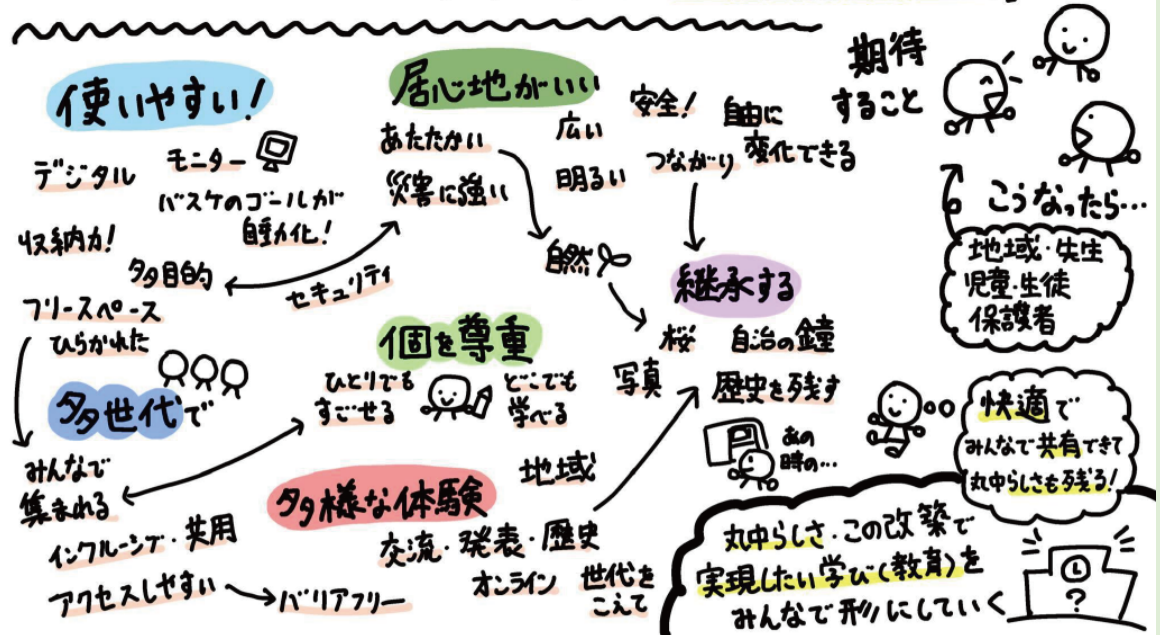 使いやすい!
デジタル
モニター
バスケのゴールが
自動化!
収納力!
多目的
セキュリティ
フリースペース
ひらかれた
多世代で
みんなで
集まれる
インクルーシブ・共用
アクセスしやすい
バリアフリー
居心地がいい
あたたかい
広い
災害に強い
明るい
安全!
自由に
変化できる
つながり
自然
継承する
桜
自治の鐘
写真
歴史を残す
あの
時の…
個を尊重
ひとりでも
すごせる
どこでも
学べる
多様な体験
地域
交流・発表・歴史
オンライン
世代を
こえて
期待
すること
こうなったら…
地域・先生
児童・生徒
保護者
快適で
みんなで共有できて
丸中らしさも残る!
丸中らしさ・この改築で
実現したい学び(教育)を
みんなで形にしていく
?